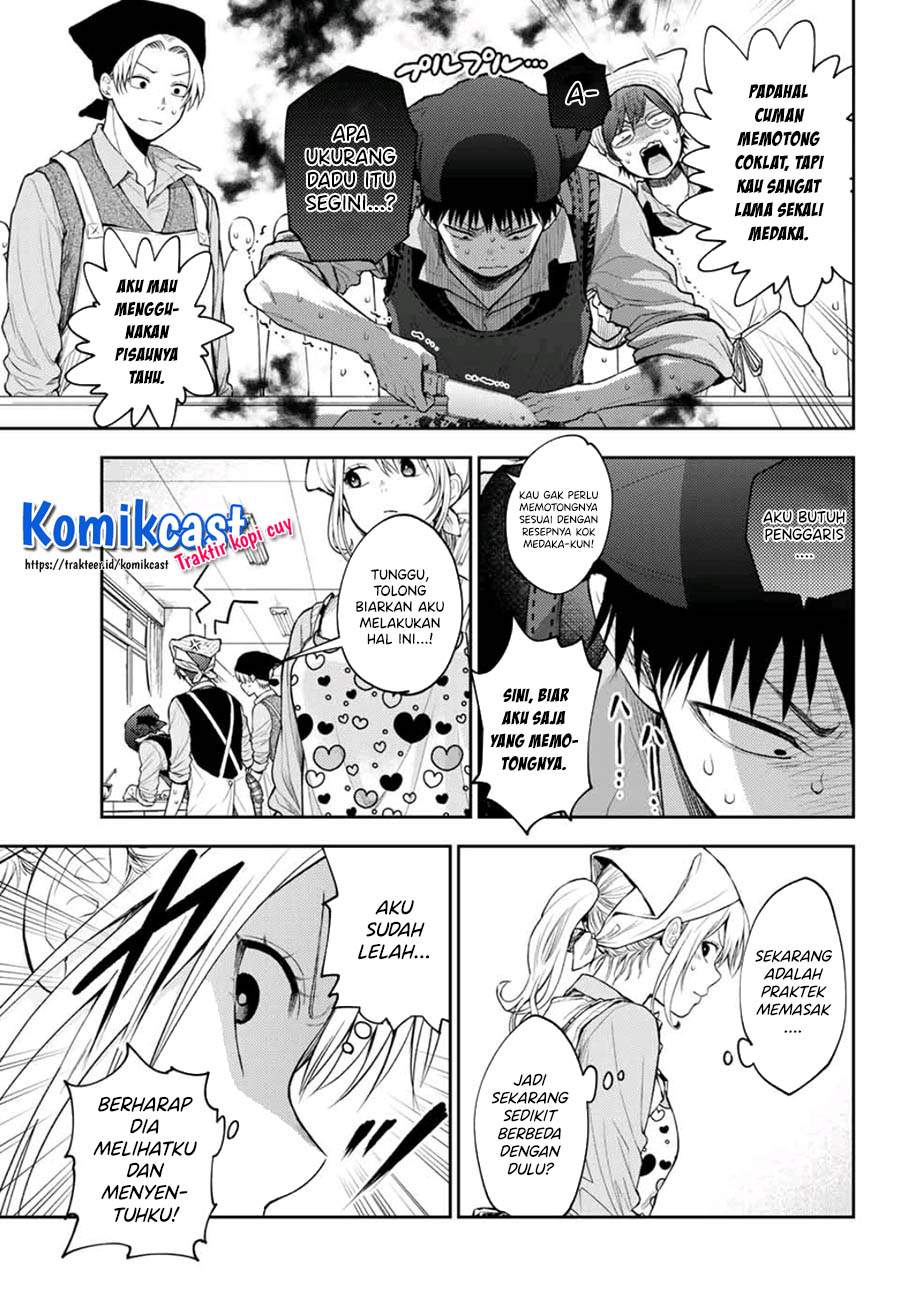 PADAHAL
CUMAN
MEMOTONG
COKLAT, TAPI
KAU SANGAT
LAMA SEKALI
MEDAKA.
A-
プルプル…
APA
UKURANG
DADU ITU
SEGINI...?
AKU MAU
MENGGU-
NAKAN
PISAUNYA
TAHU.
AKU BUTUH
PENGGARIS
....
KAU GAK PERLU
MEMOTONGNYA
SESUAI DENGAN
RESEPNYA KOK
MEDAKA-KUN!
SINI, BIAR
AKU SAJA
YANG MEMO-
TONGNYA.
TUNGGU,
TOLONG
BIARKAN AKU
MELAKUKAN
HAL INI...!
Komikcast
Traktir kopi cuy
https://trakteer.id/komikcast
SEKARANG
ADALAH
PRAKTEK
MEMASAK
....
JADI
SEKARANG
SEDIKIT
BERBEDA
DENGAN
DULU?
AKU
SUDAH
LELAH...
BERHARAP
DIA
MELIHATKU
DAN
MENYEN-
TUHKU!